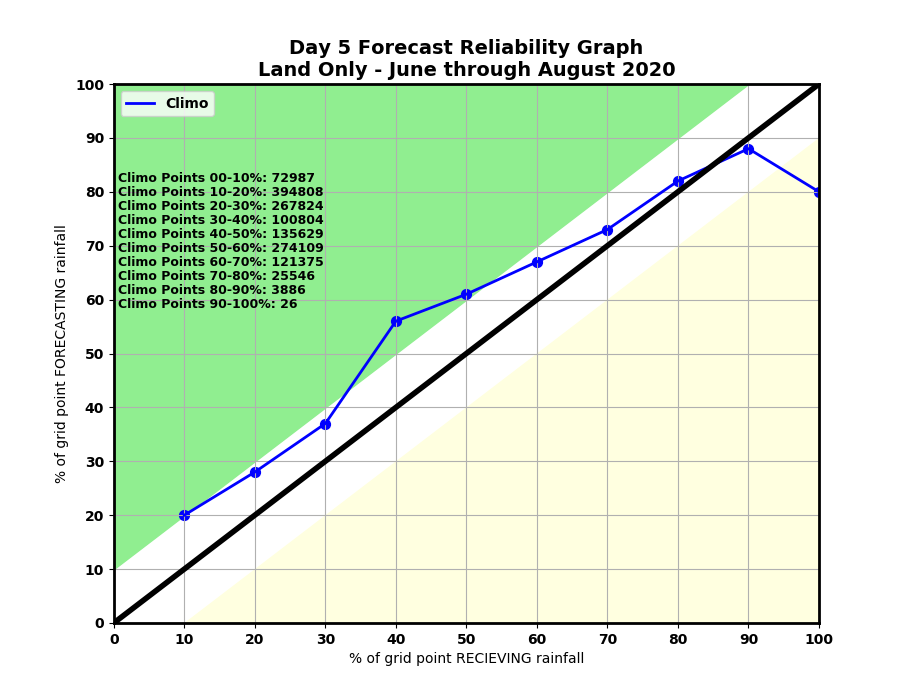 Day 5 Forecast Reliability Graph
Land Only - June through August 2020
100
90
80
70
60
50
40
30
20
10
0
% of grid point FORECASTING rainfall
Climo
Climo Points 00-10%: 72987
Climo Points 10-20%: 394808
Climo Points 20-30%: 267824
Climo Points 30-40%: 100804
Climo Points 40-50%: 135629
Climo Points 50-60%: 274109
Climo Points 60-70%: 121375
Climo Points 70-80%: 25546
Climo Points 80-90%: 3886
Climo Points 90-100%: 26
0 10 20 30 40 50 60 70 80 90 100
% of grid point RECIEVING rainfall